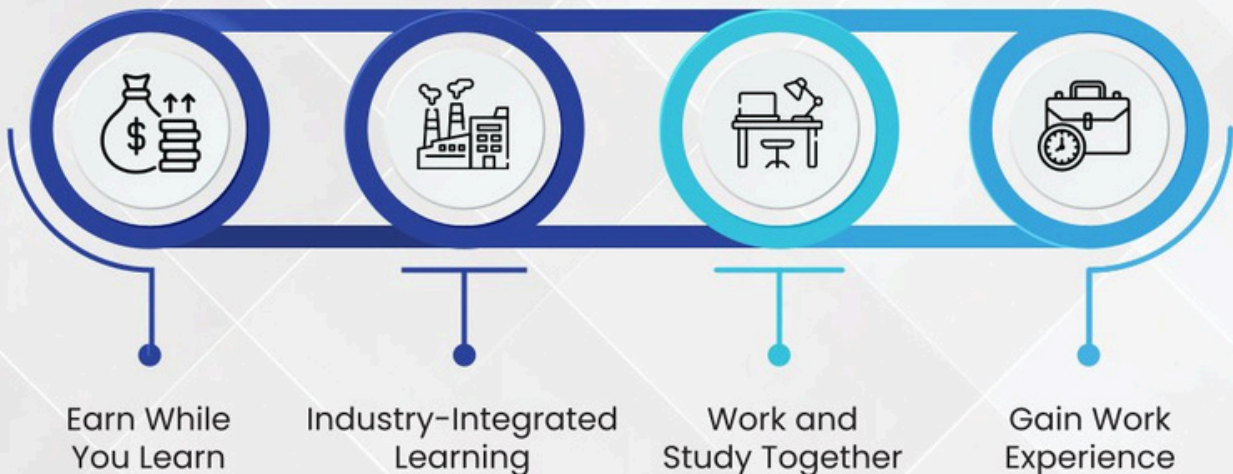 Earn While
You Learn
Industry-Integrated
Learning
Work and
Study Together
Gain Work
Experience